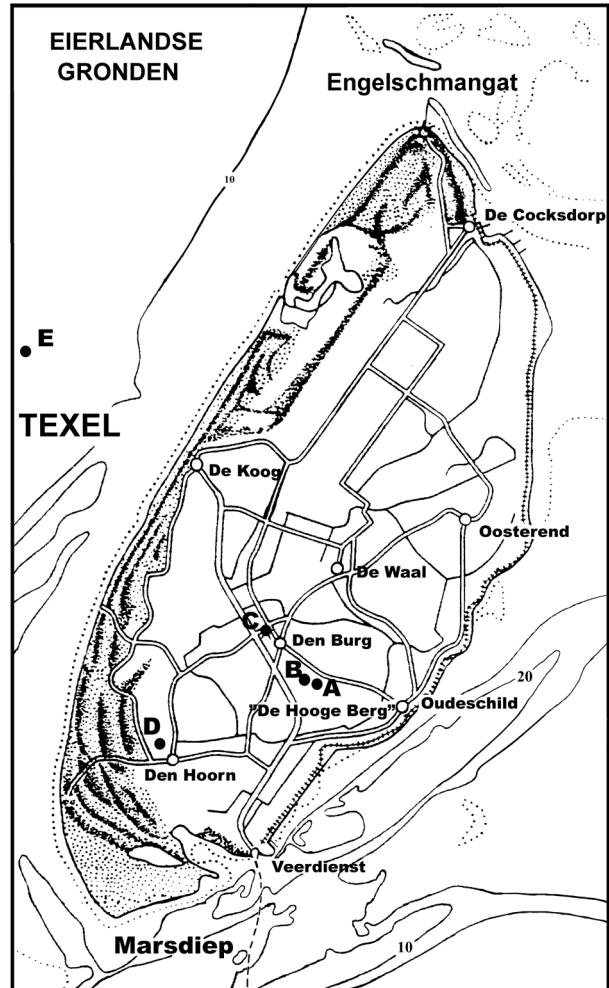 EIERLANDSE
GRONDEN
Engelschmangat
10
De Cocksdorp
E
TEXEL
De Koog
Oosterend
De Waal
C
Den Burg
B
A
20
"De Hooge Berg"
Oudeschild
D
Den Hoorn
Veerdienst
Marsdiep
10